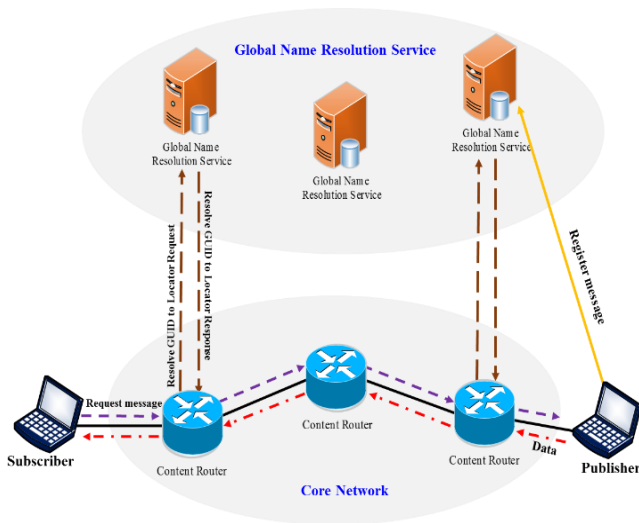 Global Name Resolution Service
Global Name
Resolution Service
Global Name
Resolution Service
Global Name
Resolution Service
Resolve GUID to Locator Request
Resolve GUID to Locator Response
Register message
Request message
Subscriber
Content Router
Content Router
Content Router
Data
Publisher
Core Network